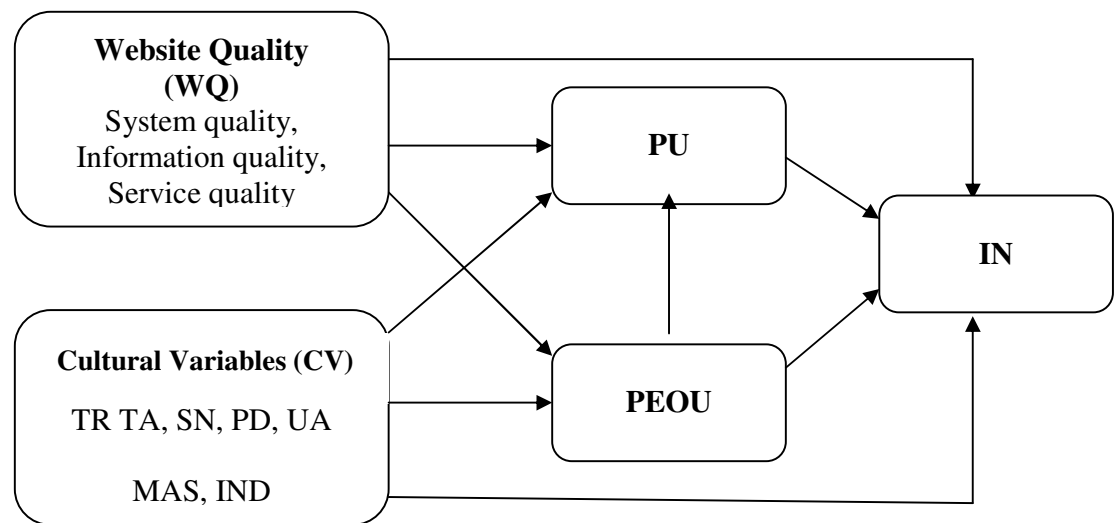 Website Quality
(WQ)
System quality,
Information quality,
Service quality
PU
IN
Cultural Variables (CV)
TR TA, SN, PD, UA
MAS, IND
PEOU